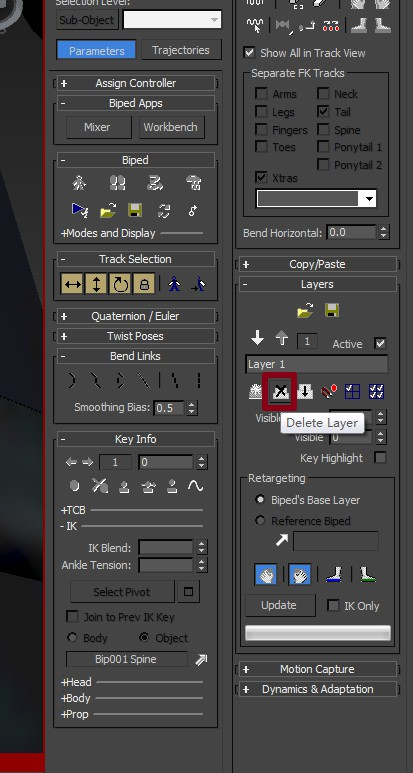 Selection Level:
Sub-Object
Parameters
Trajectories
+ Assign Controller
- Biped Apps
Mixer
Workbench
- Biped
+Modes and Display
- Track Selection
+ Quaternion / Euler
+ Twist Poses
- Bend Links
Smoothing Bias: 0.5
- Key Info
1
0
+TCB
- IK
IK Blend:
Ankle Tension:
Select Pivot
Join to Prev IK Key
Body
Object
Bip001 Spine
+Head
+Body
+Prop
Show All in Track View
Separate FK Tracks
Arms
Neck
Legs
Tail
Fingers
Spine
Toes
Ponytail 1
Ponytail 2
Xtras
Bend Horizontal: 0.0
+ Copy/Paste
- Layers
1
Active
Layer 1
Visible
Delete Layer
Visible
0
Key Highlight
Retargeting
Biped's Base Layer
Reference Biped
Update
IK Only
+ Motion Capture
+ Dynamics & Adaptation